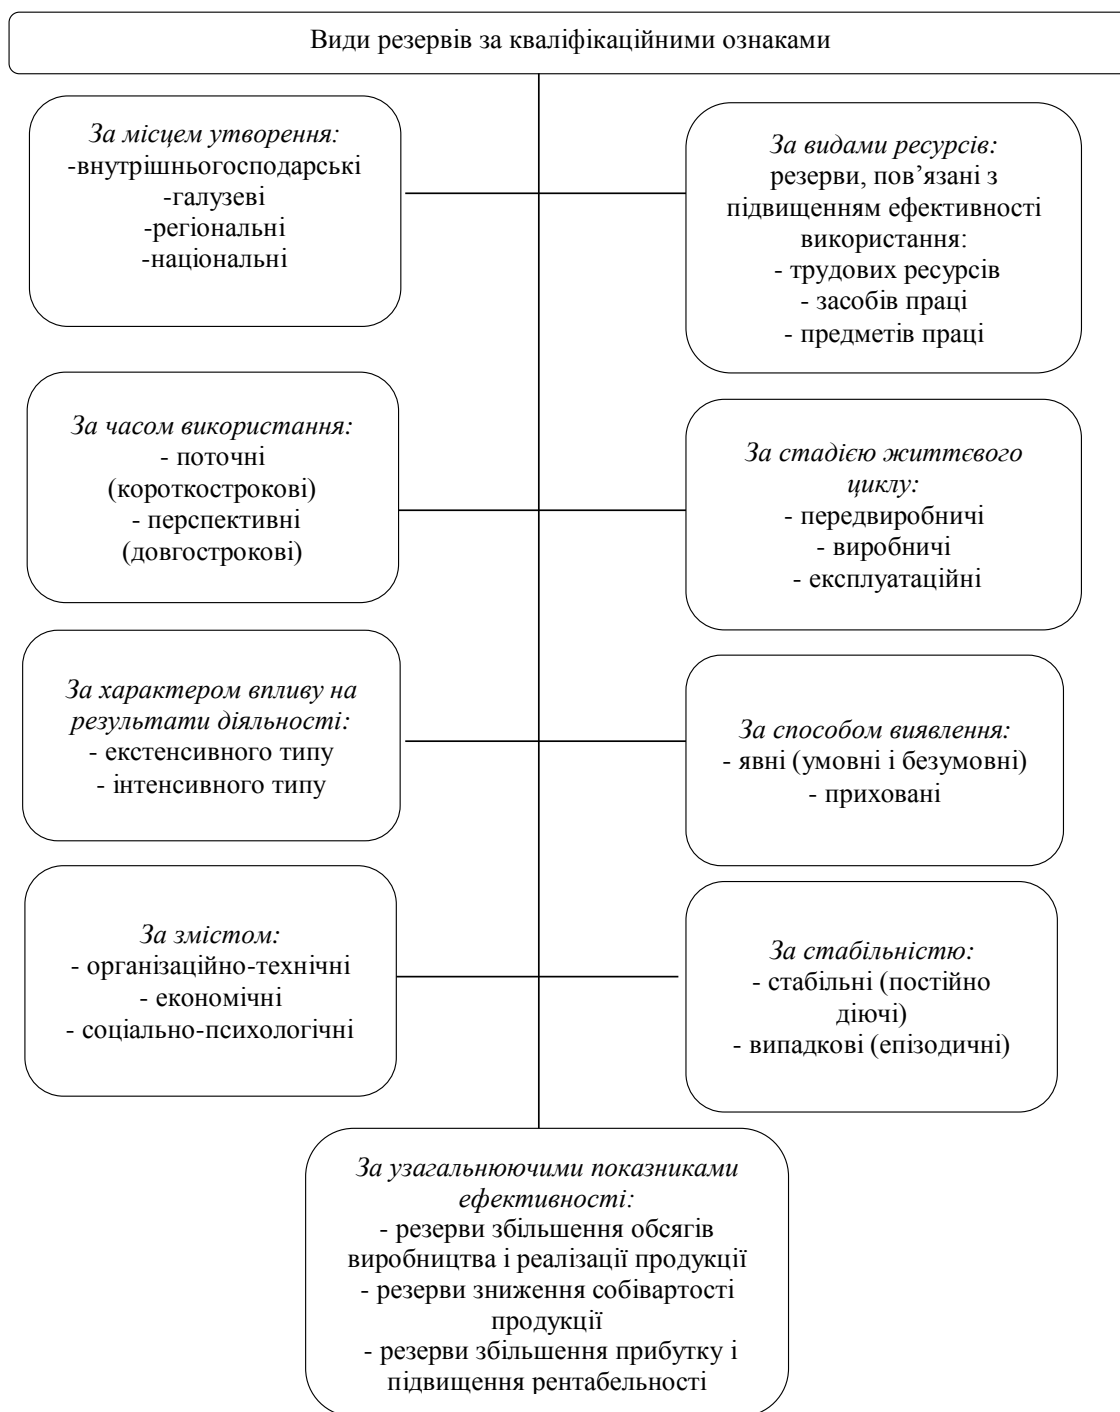 Види резервів за кваліфікаційними ознаками
За місцем утворення:
-внутрішньогосподарські
-галузеві
-регіональні
-національні
За видами ресурсів:
резерви, пов’язані з
підвищенням ефективності
використання:
- трудових ресурсів
- засобів праці
- предметів праці
За часом використання:
- поточні
(короткострокові)
- перспективні
(довгострокові)
За стадією життєвого
циклу:
- передвиробничі
- виробничі
- експлуатаційні
За характером впливу на
результати діяльності:
- екстенсивного типу
- інтенсивного типу
За способом виявлення:
- явні (умовні і безумовні)
- приховані
За змістом:
- організаційно-технічні
- економічні
- соціально-психологічні
За стабільністю:
- стабільні (постійно
діючі)
- випадкові (епізодичні)
За узагальнюючими показниками
ефективності:
- резерви збільшення обсягів
виробництва і реалізації продукції
- резерви зниження собівартості
продукції
- резерви збільшення прибутку і
підвищення рентабельності